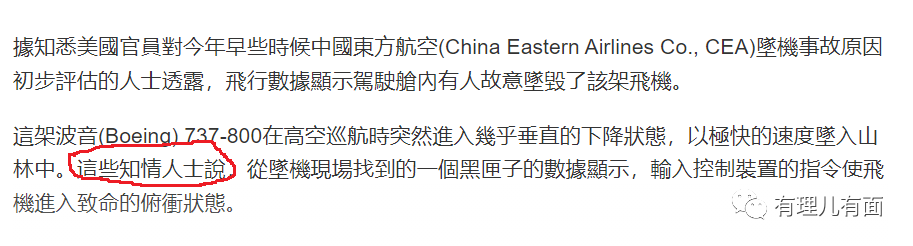 據知悉美國官員對今年早些時候中國東方航空(China Eastern Airlines Co., CEA)墜機事故原因
初步評估的人士透露，飛行數據顯示駕駛艙內有人故意墜毀了該架飛機。
這架波音(Boeing) 737-800在高空巡航時突然進入幾乎垂直的下降狀態，以極快的速度墜入山
林中。這些知情人士說，從墜機現場找到的一個黑匣子的數據顯示，輸入控制裝置的指令使飛
機進入致命的俯衝狀態。
有理儿有面